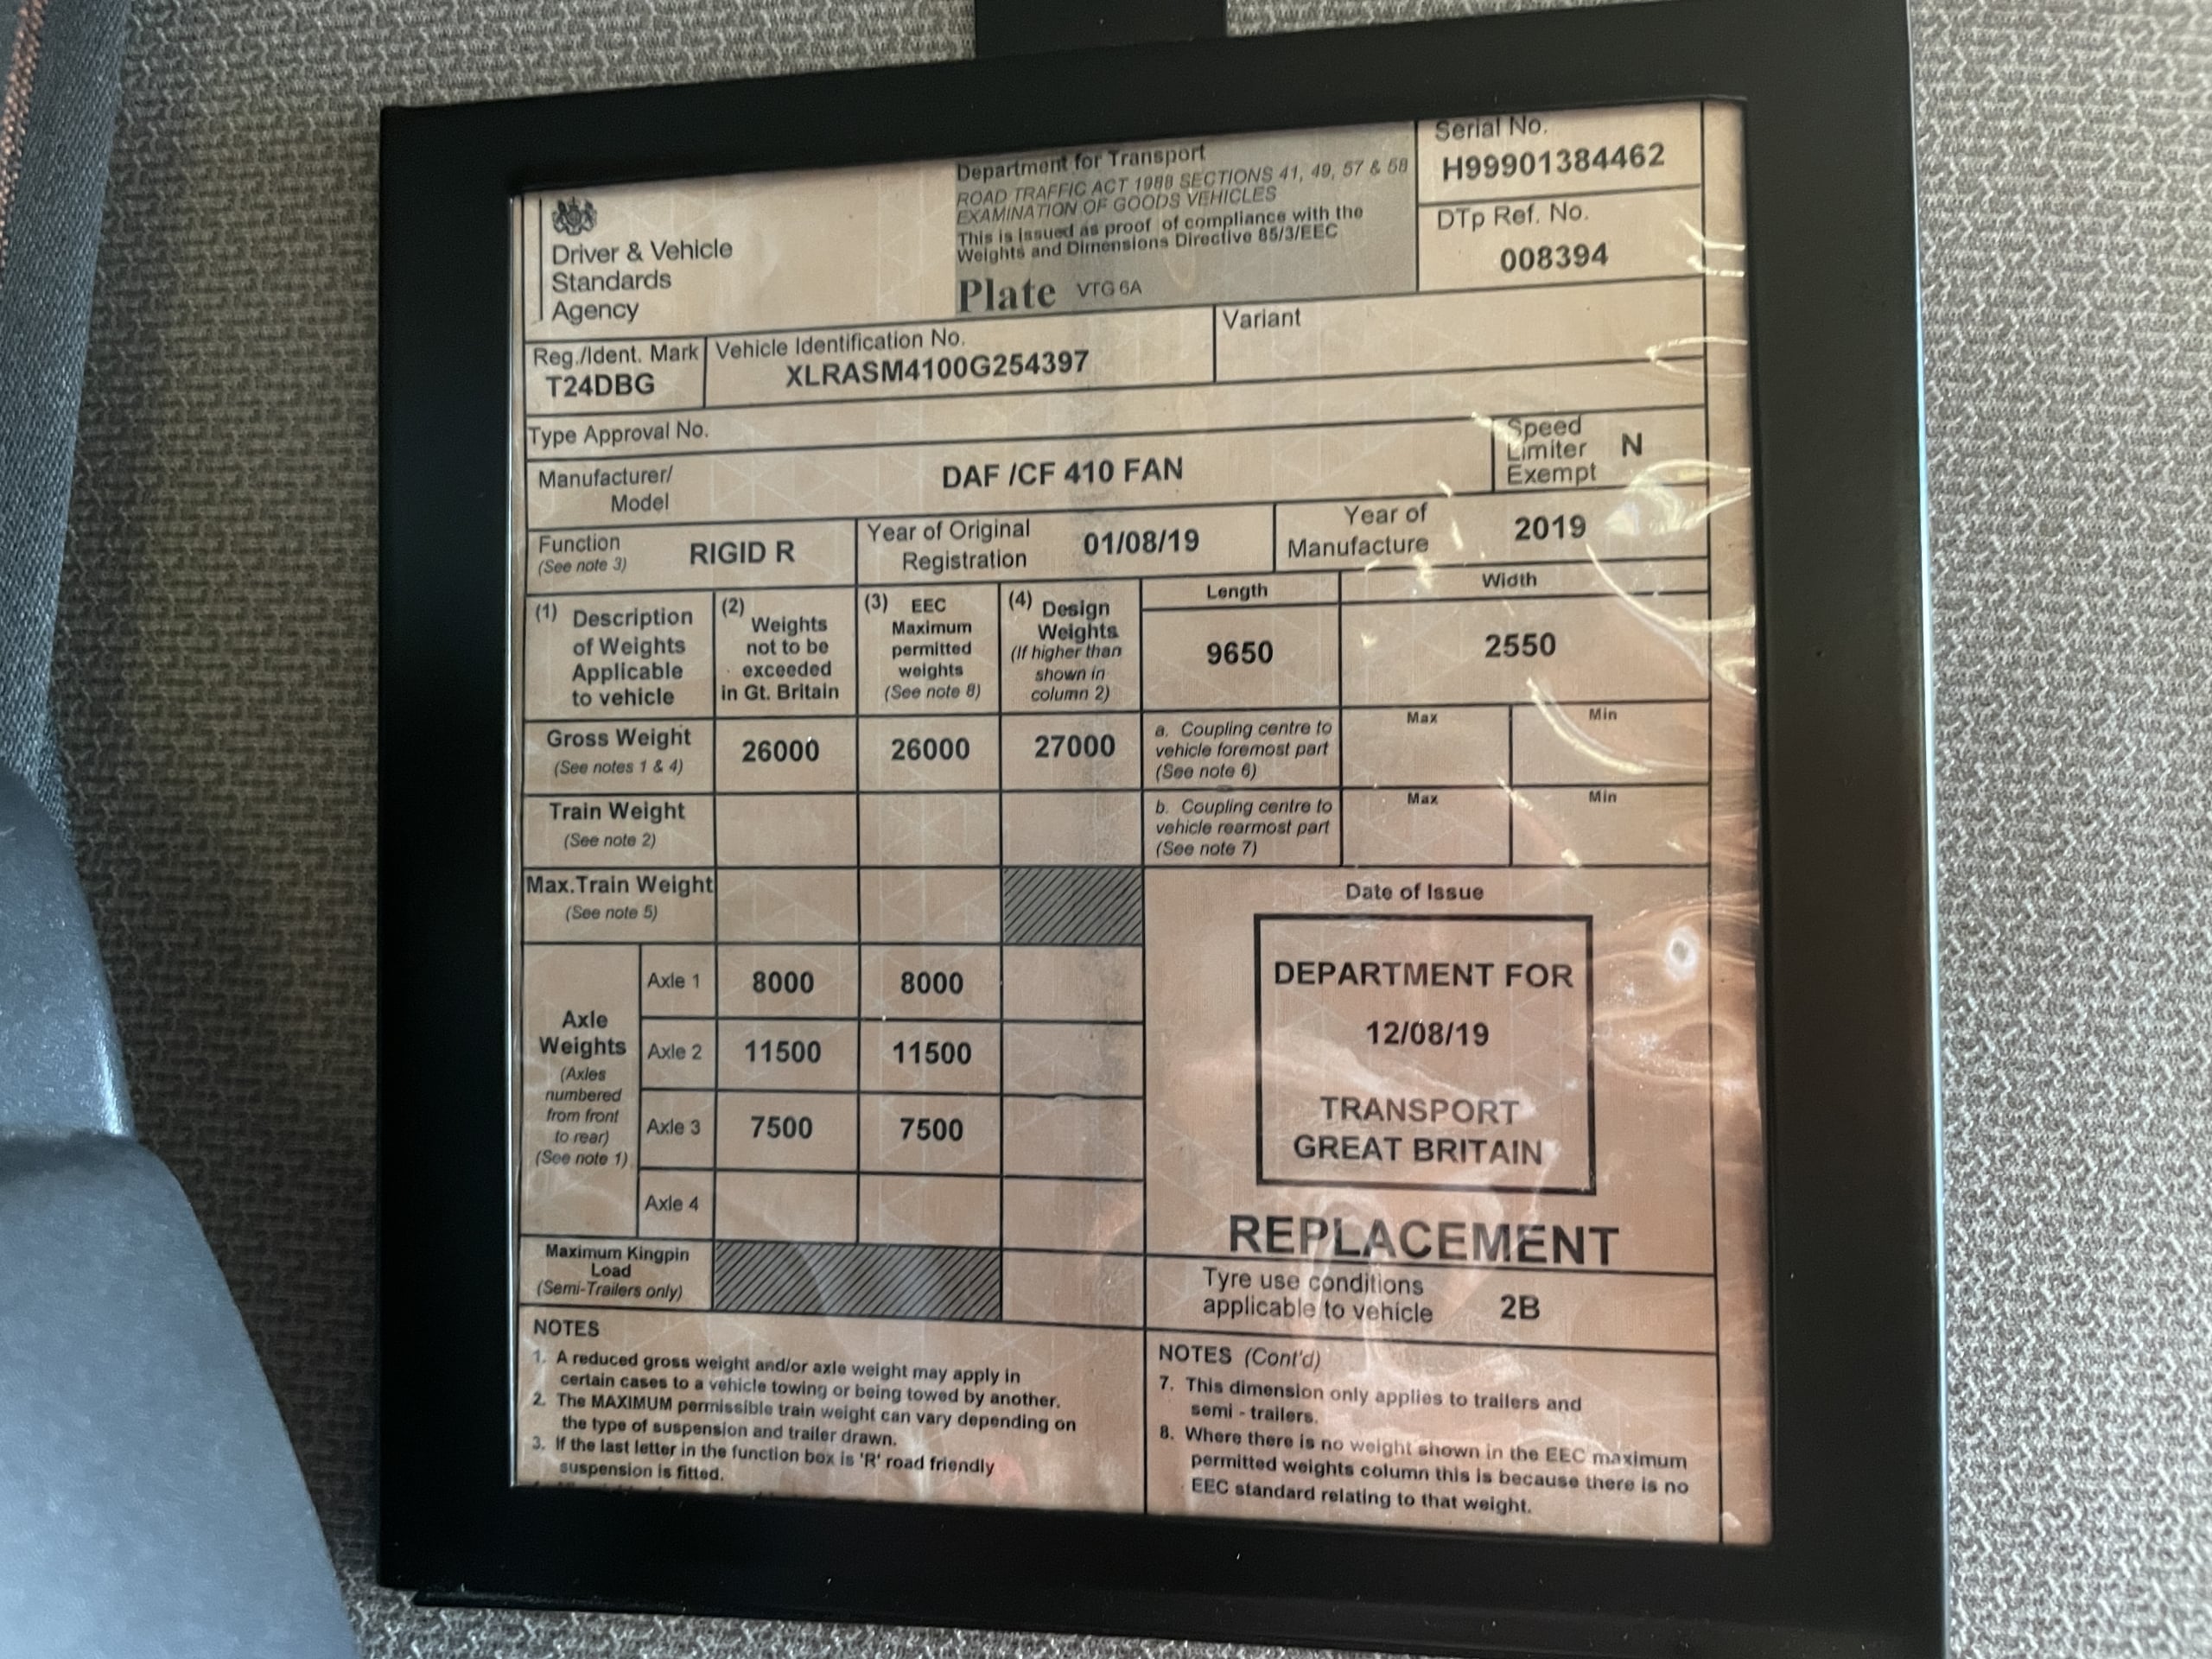 Driver & Vehicle
Standards
Agency
Department for Transport
ROAD TRAFFIC ACT 1988 SECTIONS 41, 49, 57 & 58
EXAMINATION OF GOODS VEHICLES
This is issued as proof of compliance with the
Weights and Dimensions Directive 85/3/EEC
Plate VTG 6A
Serial No.
H99901384462
DTp Ref. No.
008394
Reg./Ident. Mark
T24DBG
Vehicle Identification No.
XLRASM4100G254397
Variant
Type Approval No.
Manufacturer/
Model
DAF /CF 410 FAN
Speed
Limiter
Exempt
N
Function
(See note 3)
RIGID R
Year of Original
Registration
01/08/19
Year of
Manufacture
2019
(1) Description
of Weights
Applicable
to vehicle
(2) Weights
not to be
exceeded
in Gt. Britain
(3) EEC
Maximum
permitted
weights
(See note 8)
(4) Design
Weights
(If higher than
shown in
column 2)
Length
9650
Width
2550
Gross Weight
(See notes 1 & 4)
26000
26000
27000
a. Coupling centre to
vehicle foremost part
(See note 6)
Max
Min
Train Weight
(See note 2)
b. Coupling centre to
vehicle rearmost part
(See note 7)
Max
Min
Max.Train Weight
(See note 5)
Axle
Weights
(Axles
numbered
from front
to rear)
(See note 1)
Axle 1
8000
8000
Axle 2
11500
11500
Axle 3
7500
7500
Axle 4
Maximum Kingpin
Load
(Semi-Trailers only)
Date of Issue
DEPARTMENT FOR
12/08/19
TRANSPORT
GREAT BRITAIN
REPLACEMENT
Tyre use conditions
applicable to vehicle
2B
NOTES
1. A reduced gross weight and/or axle weight may apply in
certain cases to a vehicle towing or being towed by another.
2. The MAXIMUM permissible train weight can vary depending on
the type of suspension and trailer drawn.
3. If the last letter in the function box is 'R' road friendly
suspension is fitted.
NOTES (Cont'd)
7. This dimension only applies to trailers and
semi - trailers.
8. Where there is no weight shown in the EEC maximum
permitted weights column this is because there is no
EEC standard relating to that weight.